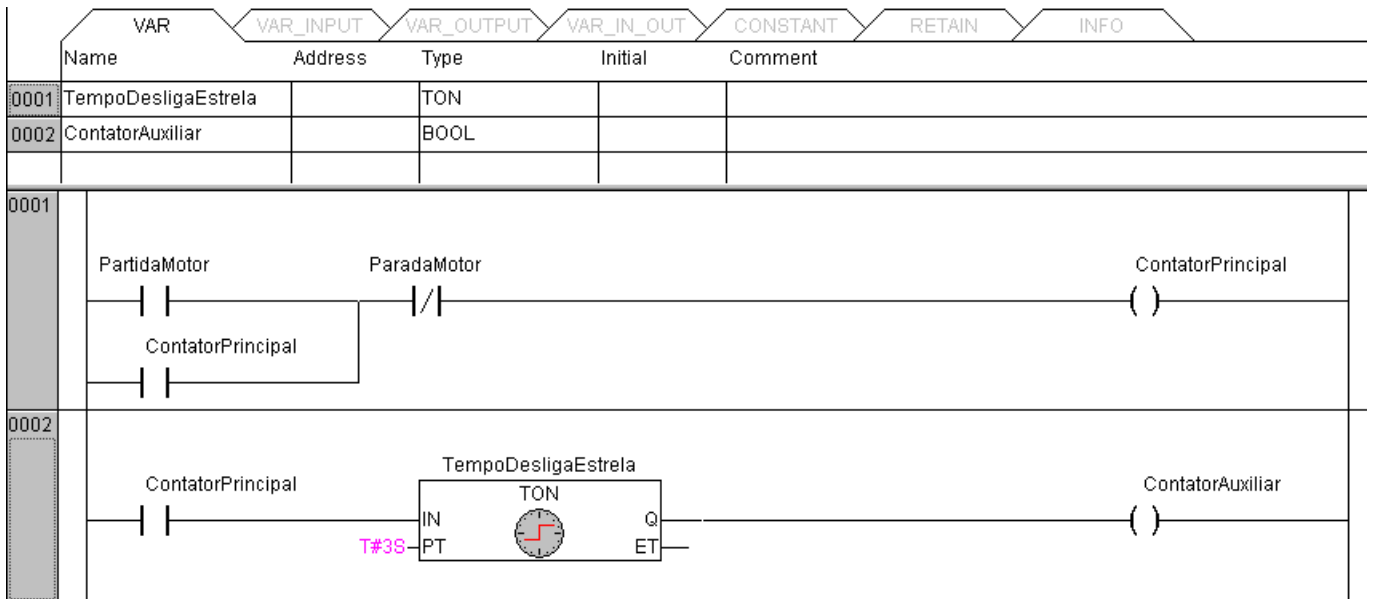 VAR VAR_INPUT VAR_OUTPUT VAR_IN_OUT CONSTANT RETAIN INFO
Name Address Type Initial Comment
0001 TempoDesligaEstrela TON
0002 ContatorAuxiliar BOOL
0001
PartidaMotor ParadaMotor ContatorPrincipal
ContatorPrincipal
0002
TempoDesligaEstrela
ContatorPrincipal TON ContatorAuxiliar
IN Q
T#3S PT ET